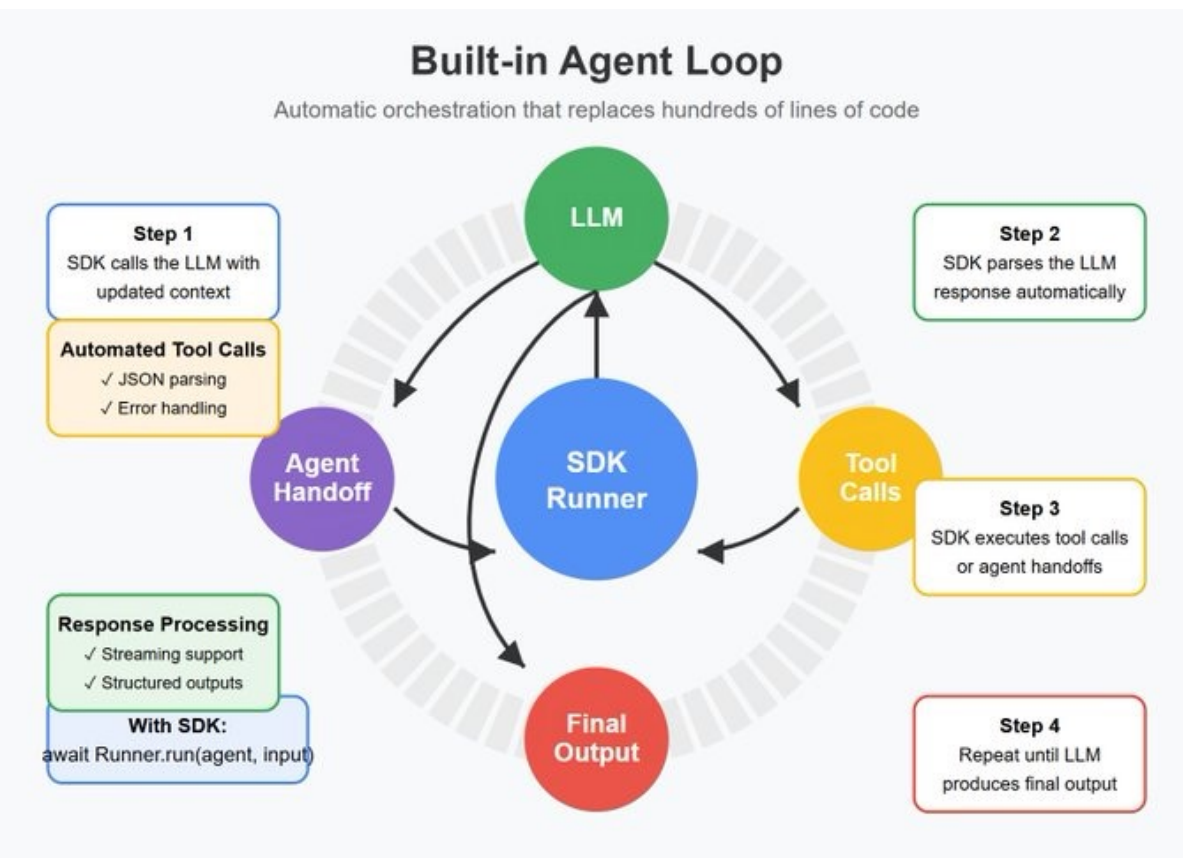 Built-in Agent Loop
Automatic orchestration that replaces hundreds of lines of code
LLM
Step 1
SDK calls the LLM with
updated context
Step 2
SDK parses the LLM
response automatically
Automated Tool Calls
✓ JSON parsing
✓ Error handling
Agent
Handoff
SDK
Runner
Tool
Calls
Step 3
SDK executes tool calls
or agent handoffs
Response Processing
✓ Streaming support
✓ Structured outputs
With SDK:
await Runner.run(agent, input)
Final
Output
Step 4
Repeat until LLM
produces final output